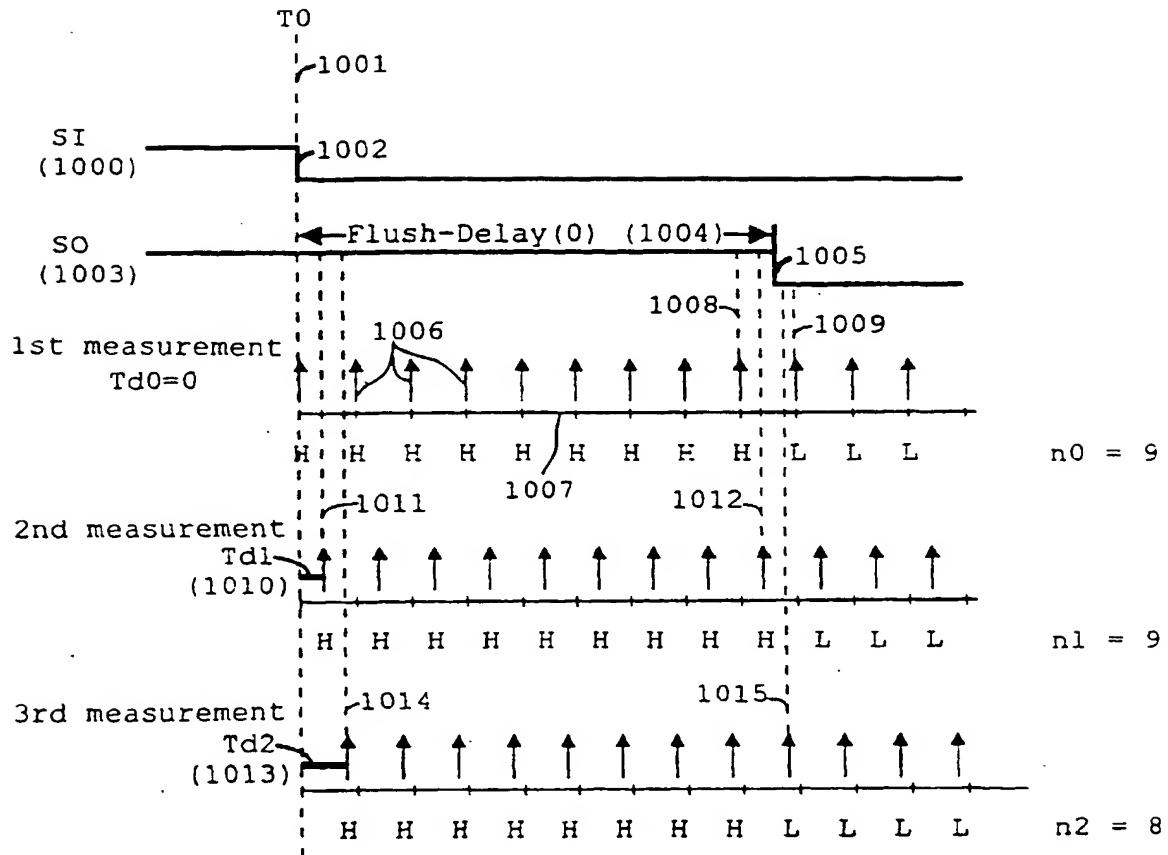 T0
1001
SI
(1000)
1002
SO
(1003)
Flush-Delay(0) (1004)
1005
1008
1009
1006
1st measurement
Td0=0
H H H H H H H H H L L L n0 = 9
1007
1011
1012
2nd measurement
Td1
(1010)
H H H H H H H H H L L L n1 = 9
1014
1015
3rd measurement
Td2
(1013)
H H H H H H H H L L L L n2 = 8